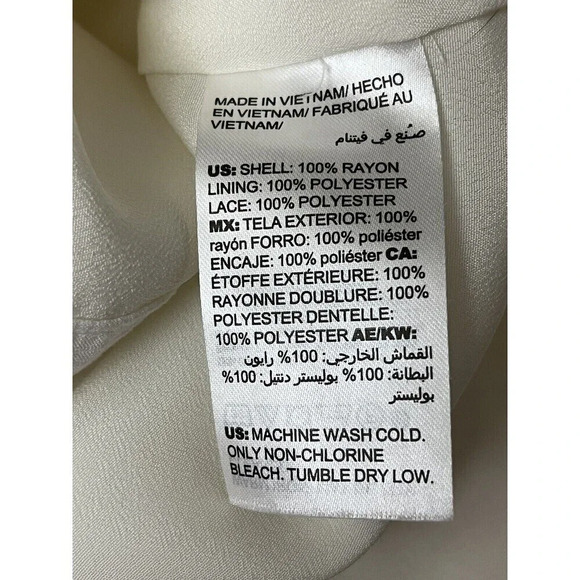 MADE IN VIETNAM/ HECHO
EN VIETNAM/ FABRIQUÉ AU
VIETNAM/
صُنع في فيتنام
US: SHELL: 100% RAYON
LINING: 100% POLYESTER
LACE: 100% POLYESTER
MX: TELA EXTERIOR: 100%
rayón FORRO: 100% poliéster
ENCAJE: 100% poliéster CA:
ÉTOFFE EXTÉRIEURE: 100%
RAYONNE DOUBLURE: 100%
POLYESTER DENTELLE:
100% POLYESTER AE/KW:
القماش الخارجي: 100% رايون
البطانة: 100% بوليستر دنتيل: 100%
بوليستر
US: MACHINE WASH COLD.
ONLY NON-CHLORINE
BLEACH. TUMBLE DRY LOW.